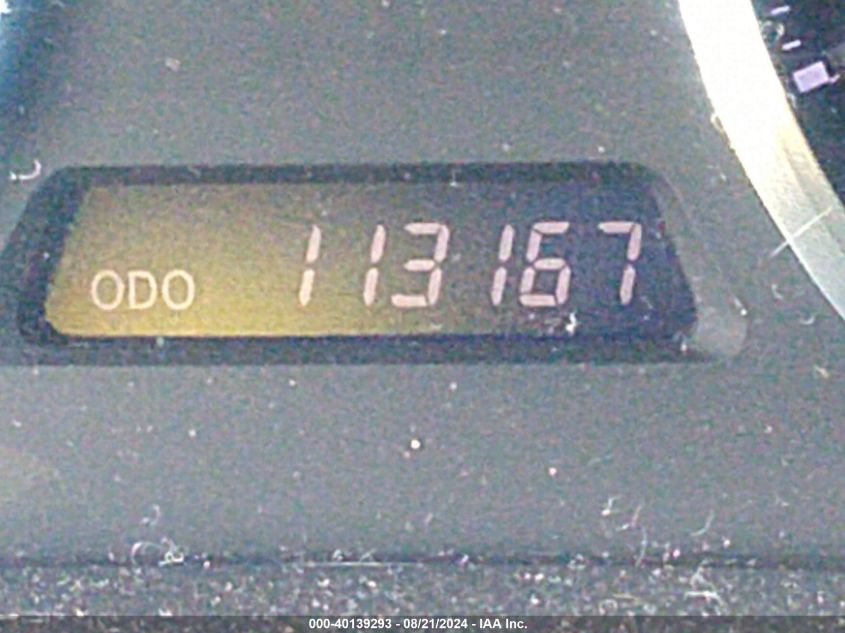 ODO 113167
000-40139293 - 08/21/2024 - IAA Inc.